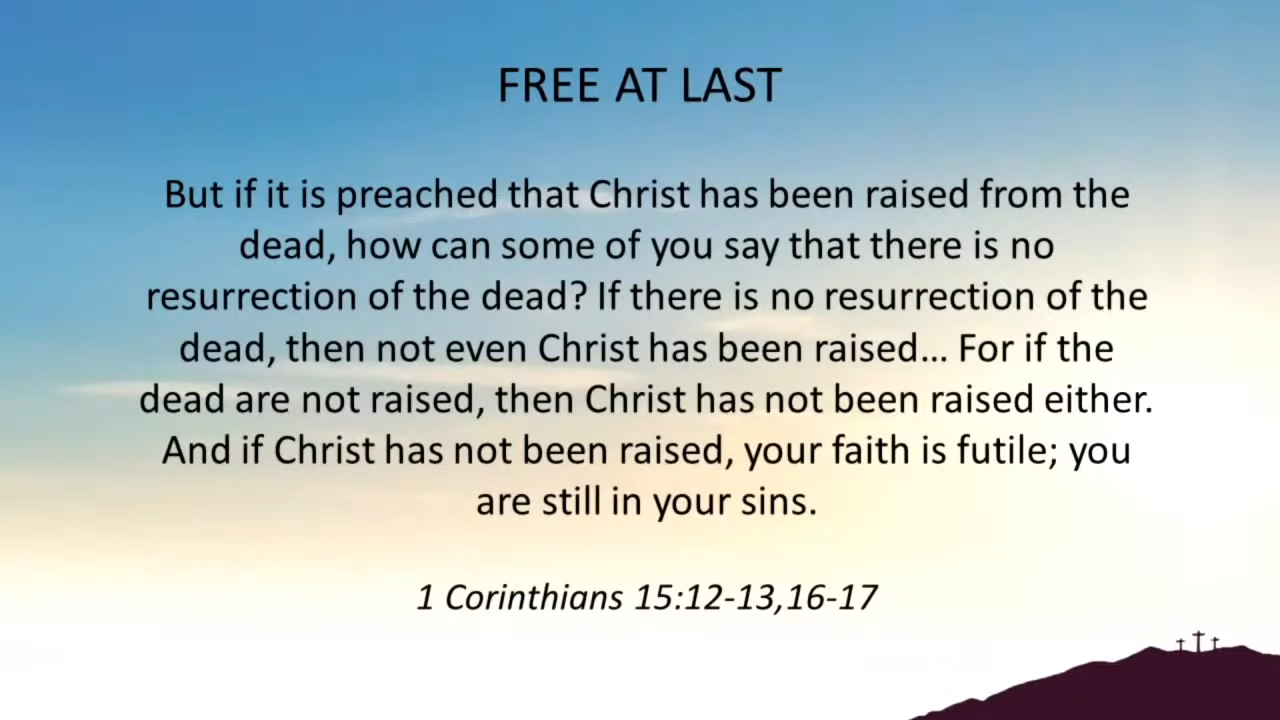 FREE AT LAST
But if it is preached that Christ has been raised from the
dead, how can some of you say that there is no
resurrection of the dead? If there is no resurrection of the
dead, then not even Christ has been raised... For if the
dead are not raised, then Christ has not been raised either.
And if Christ has not been raised, your faith is futile; you
are still in your sins.
1 Corinthians 15:12-13,16-17